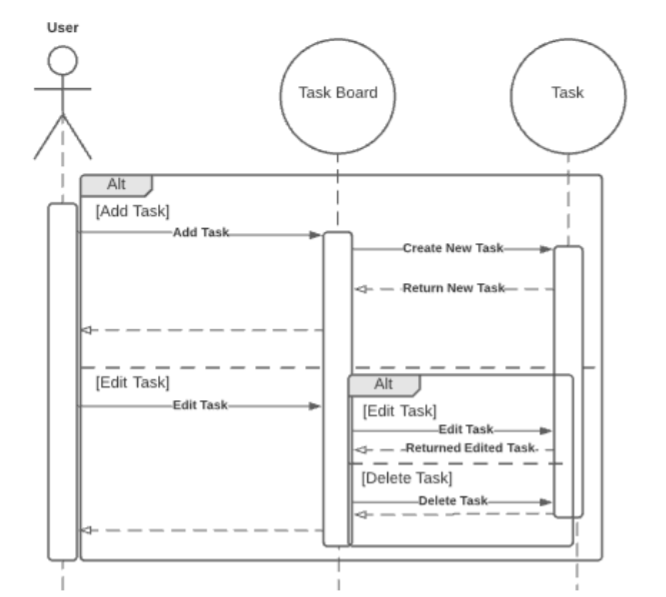 User
Task Board
Task
Alt
[Add Task]
Add Task
Create New Task
Return New Task
[Edit Task]
Alt
Edit Task
[Edit Task]
Edit Task
Returned Edited Task
[Delete Task]
Delete Task